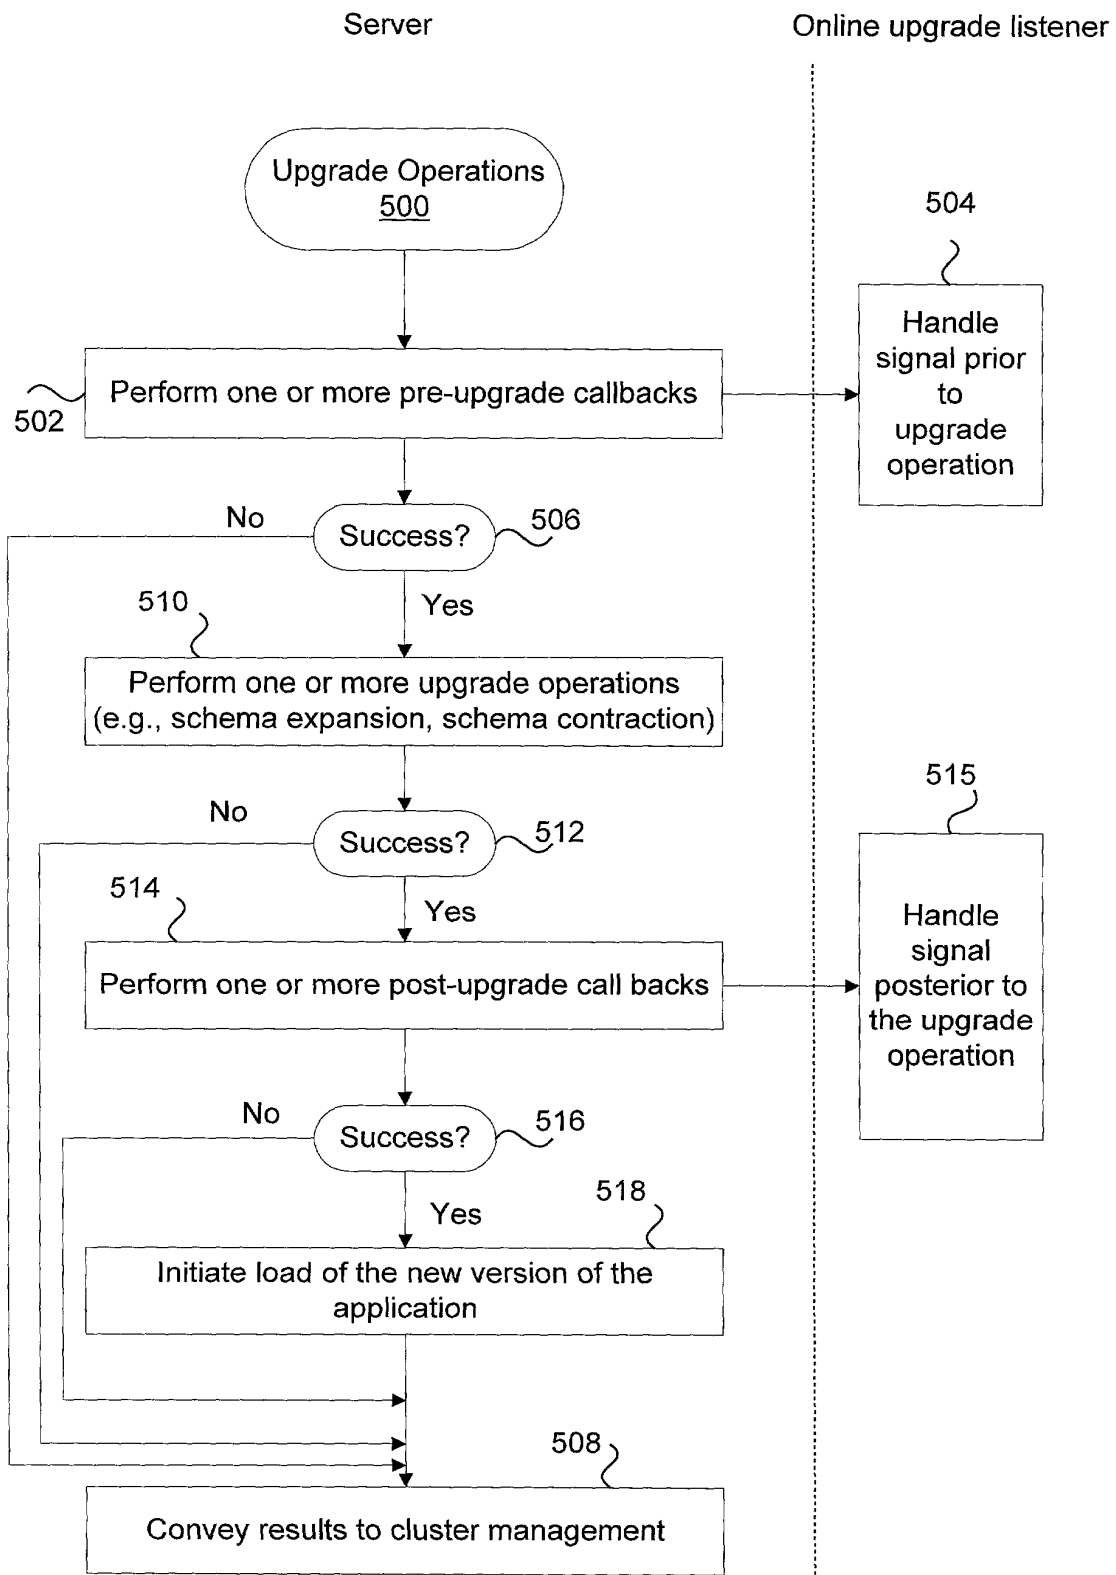 Server
Online upgrade listener
Upgrade Operations
500
504
Handle
signal prior
to
upgrade
operation
Perform one or more pre-upgrade callbacks
502
No
Success?
506
Yes
510
Perform one or more upgrade operations
(e.g., schema expansion, schema contraction)
No
Success?
512
515
Yes
514
Handle
signal
posterior to
the upgrade
operation
Perform one or more post-upgrade call backs
No
Success?
516
Yes
518
Initiate load of the new version of the
application
508
Convey results to cluster management